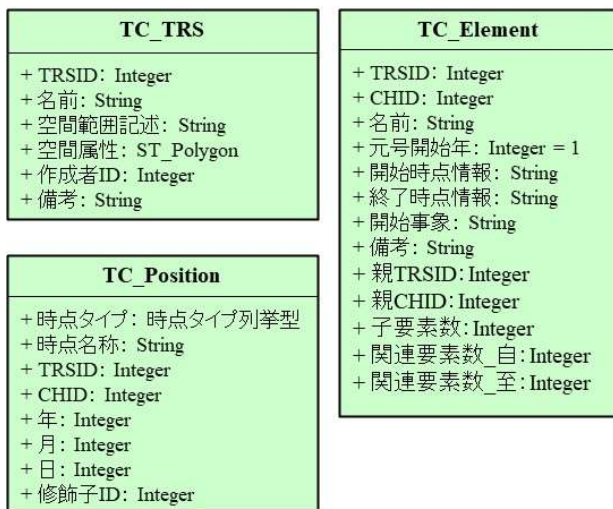 TC_TRS
+ TRSID: Integer
+ 名前: String
+ 空間範囲記述: String
+ 空間属性: ST_Polygon
+ 作成者ID: Integer
+ 備考: String
TC_Position
+ 時点タイプ: 時点タイプ列挙型
+ 時点名称: String
+ TRSID: Integer
+ CHID: Integer
+ 年: Integer
+ 月: Integer
+ 日: Integer
+ 修飾子ID: Integer
TC_Element
+ TRSID: Integer
+ CHID: Integer
+ 名前: String
+ 元号開始年: Integer = 1
+ 開始時点情報: String
+ 終了時点情報: String
+ 開始事象: String
+ 備考: String
+ 親TRSID:Integer
+ 親CHID:Integer
+ 子要素数:Integer
+ 関連要素数_自:Integer
+ 関連要素数_至:Integer